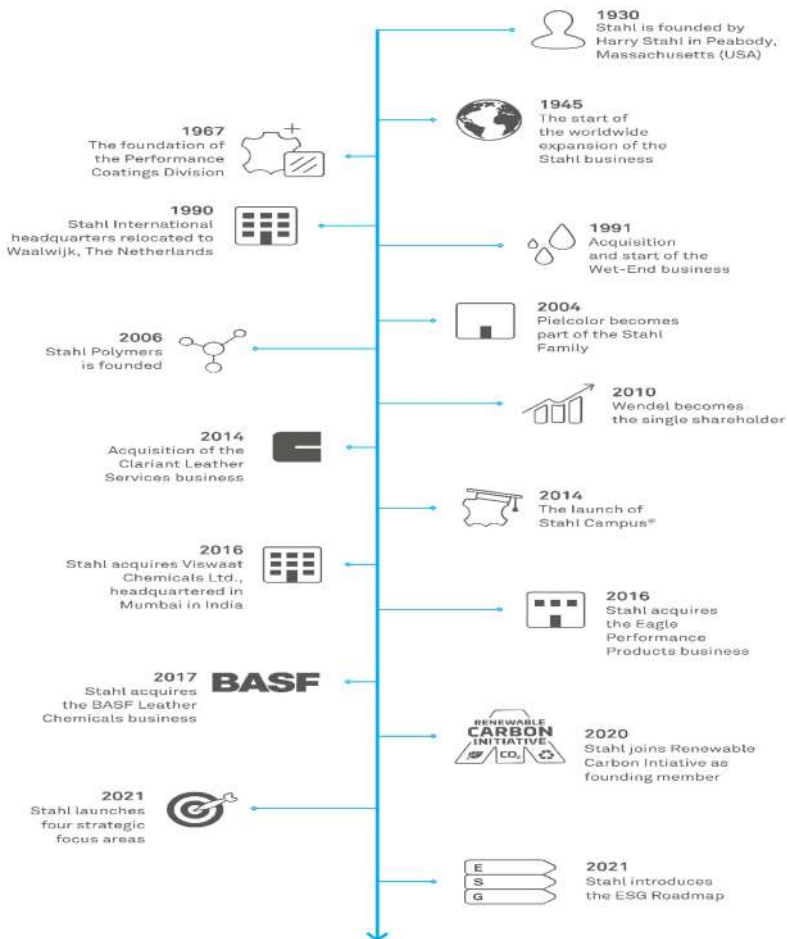 1930
Stahl is founded by
Harry Stahl in Peabody,
Massachusetts (USA)
1945
The start of
the worldwide
expansion of the
Stahl business
1967
The foundation of
the Performance
Coatings Division
1990
Stahl International
headquarters relocated to
Waalwijk, The Netherlands
1991
Acquisition
and start of the
Wet-End business
2004
Pielcolor becomes
part of the Stahl
Family
2006
Stahl Polymers
is founded
2010
Wendel becomes
the single shareholder
2014
Acquisition of the
Clariant Leather
Services business
2014
The launch of
Stahl Campus®
2016
Stahl acquires Viswaat
Chemicals Ltd.,
headquartered in
Mumbai in India
2016
Stahl acquires
the Eagle
Performance
Products business
2017
Stahl acquires
the BASF Leather
Chemicals business
BASF
RENEWABLE
CARBON
INITIATIVE
CO₂
2020
Stahl joins Renewable
Carbon Intiative as
founding member
2021
Stahl launches
four strategic
focus areas
E
S
G
2021
Stahl introduces
the ESG Roadmap